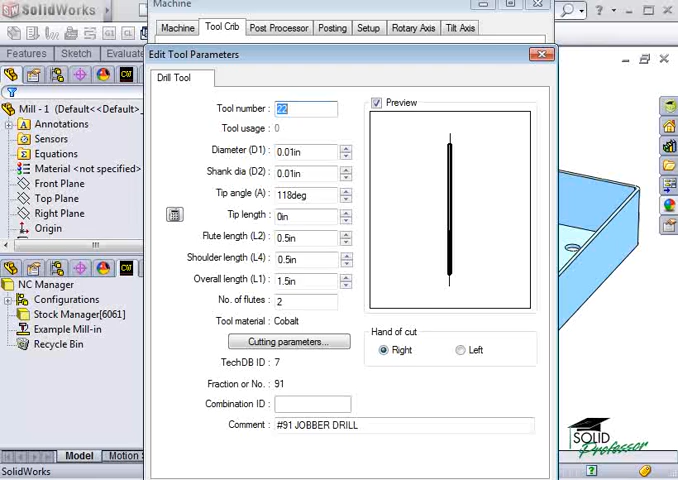 SolidWorks
Machine
Machine
Tool Crib
Post Processor
Posting
Setup
Rotary Axis
Tilt Axis
Features
Sketch
Evaluate
Edit Tool Parameters
Drill Tool
Mill - 1 (Default<<Default>
Annotations
Sensors
Equations
Material <not specified>
Front Plane
Top Plane
Right Plane
Origin
NC Manager
Configurations
Stock Manager[6061]
Example Mill-in
Recycle Bin
Tool number: 22
Tool usage : 0
Diameter (D1): 0.01in
Shank dia (D2): 0.01in
Tip angle (A): 118deg
Tip length: 0in
Flute length (L2): 0.5in
Shoulder length (L4) : 0.5in
Overall length (L1): 1.5in
No. of flutes : 2
Tool material : Cobalt
Cutting parameters...
TechDB ID : 7
Fraction or No. : 91
Combination ID :
Comment : #91 JOBBER DRILL
Preview
Hand of cut
Right
Left
Model
Motion S
SolidWorks
SOLID
Professor